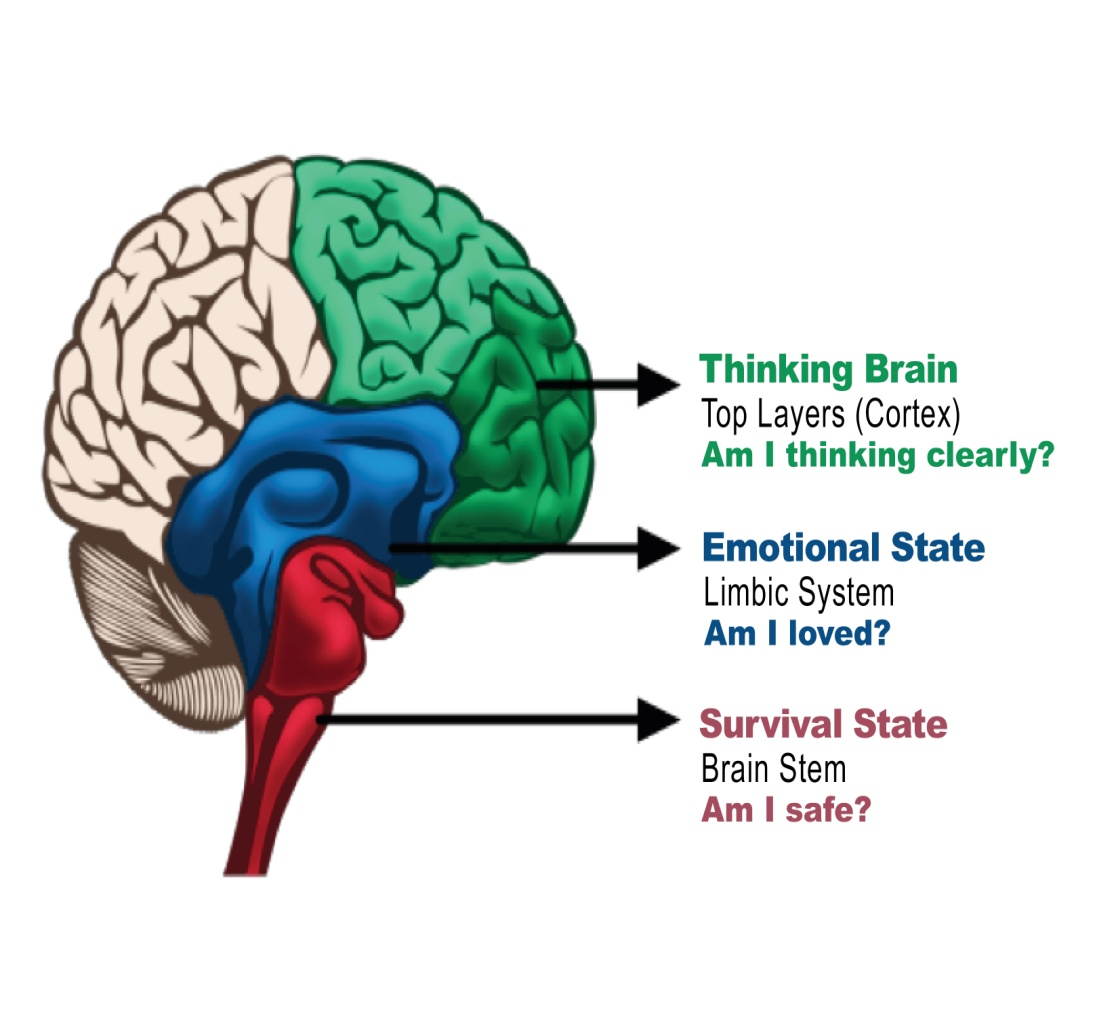 Thinking Brain
Top Layers (Cortex)
Am I thinking clearly?
Emotional State
Limbic System
Am I loved?
Survival State
Brain Stem
Am I safe?